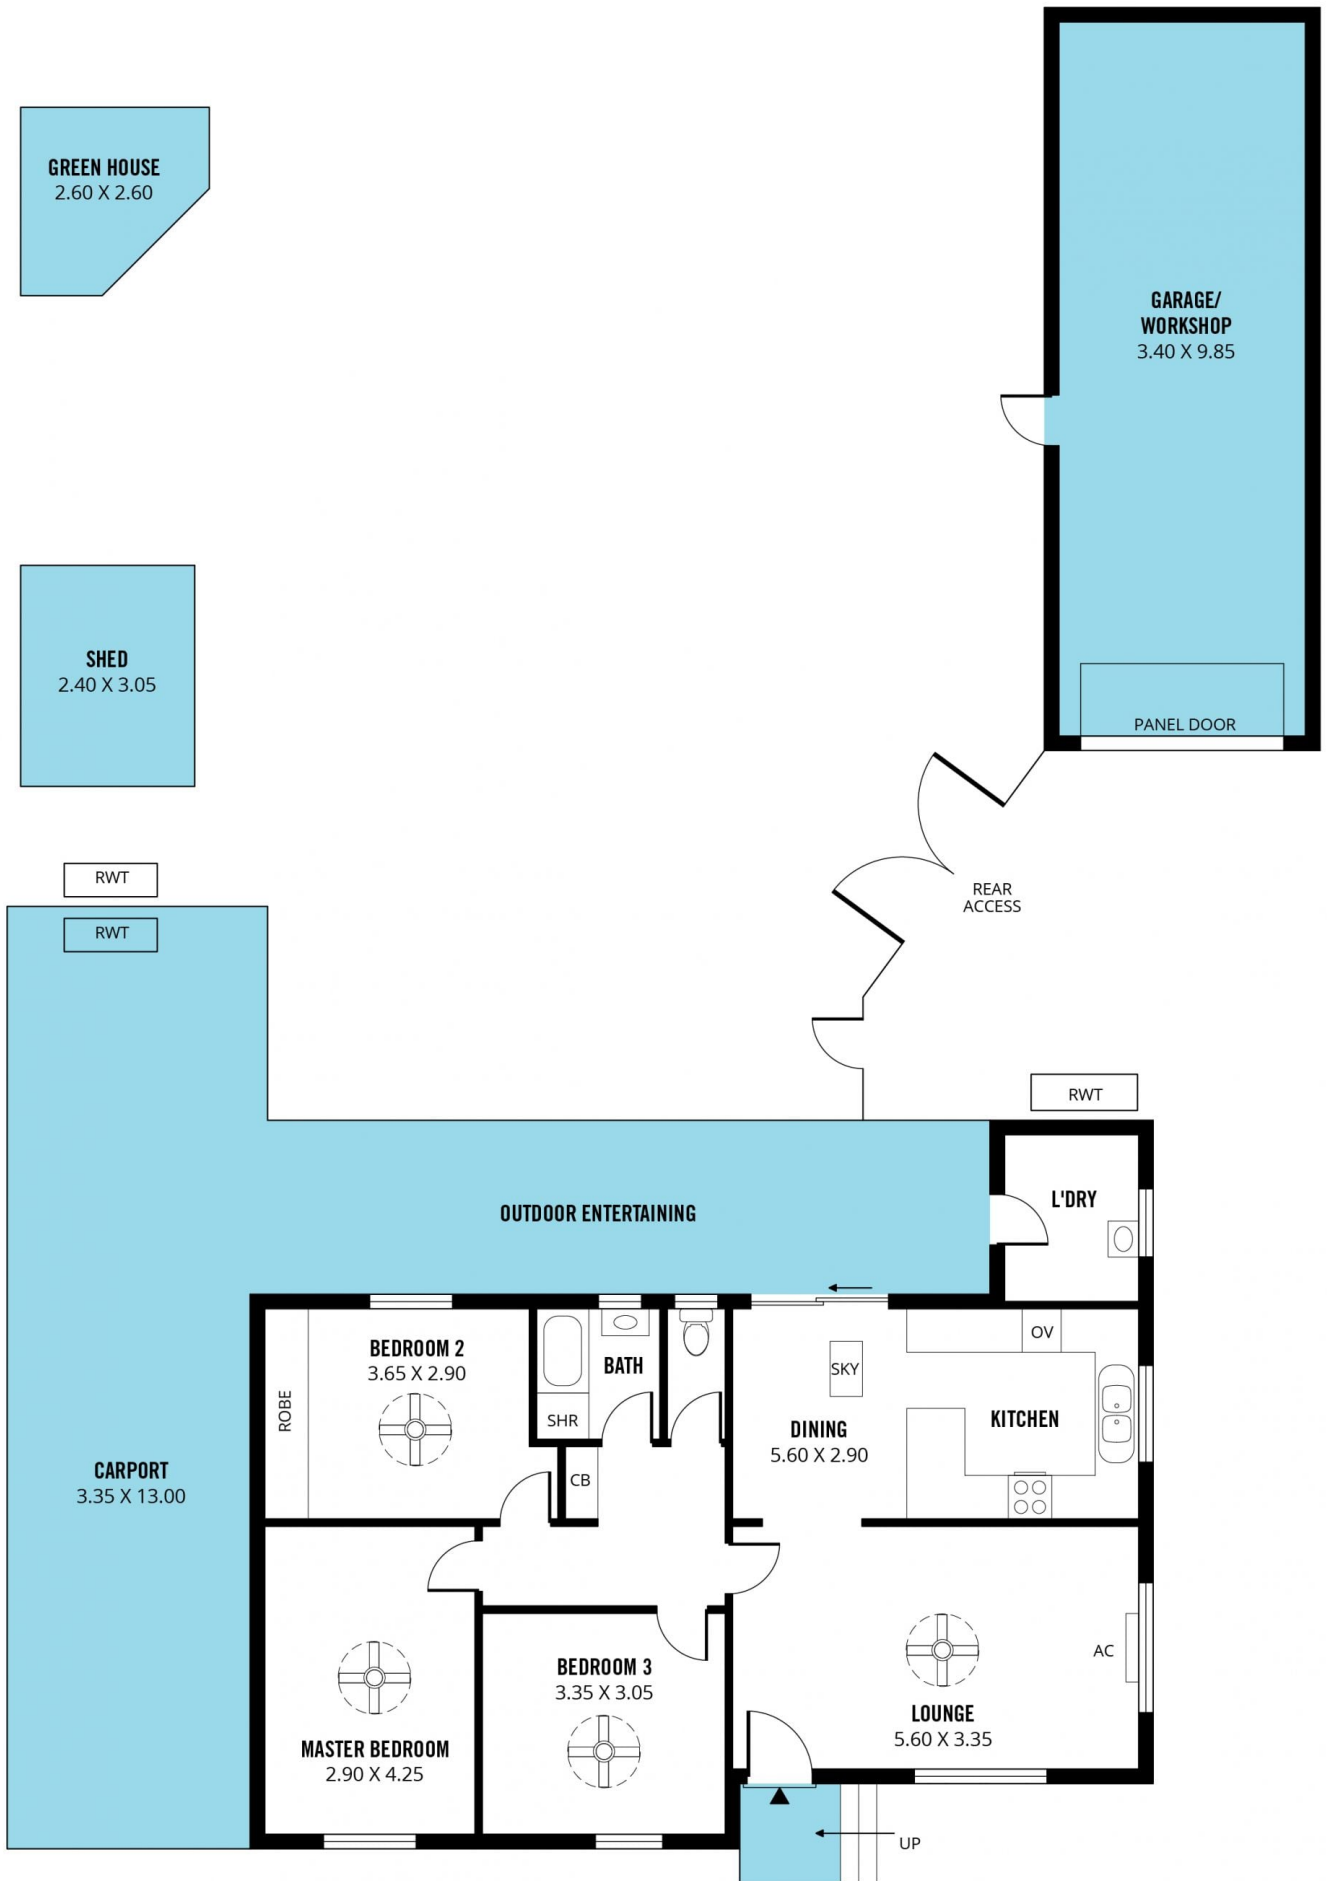 GREEN HOUSE
2.60 X 2.60
GARAGE/
WORKSHOP
3.40 X 9.85
SHED
2.40 X 3.05
PANEL DOOR
RWT
RWT
REAR
ACCESS
RWT
L'DRY
OUTDOOR ENTERTAINING
BEDROOM 2
3.65 X 2.90
ROBE
BATH
SHR
CB
SKY
OV
KITCHEN
DINING
5.60 X 2.90
CARPORT
3.35 X 13.00
MASTER BEDROOM
2.90 X 4.25
BEDROOM 3
3.35 X 3.05
AC
LOUNGE
5.60 X 3.35
UP